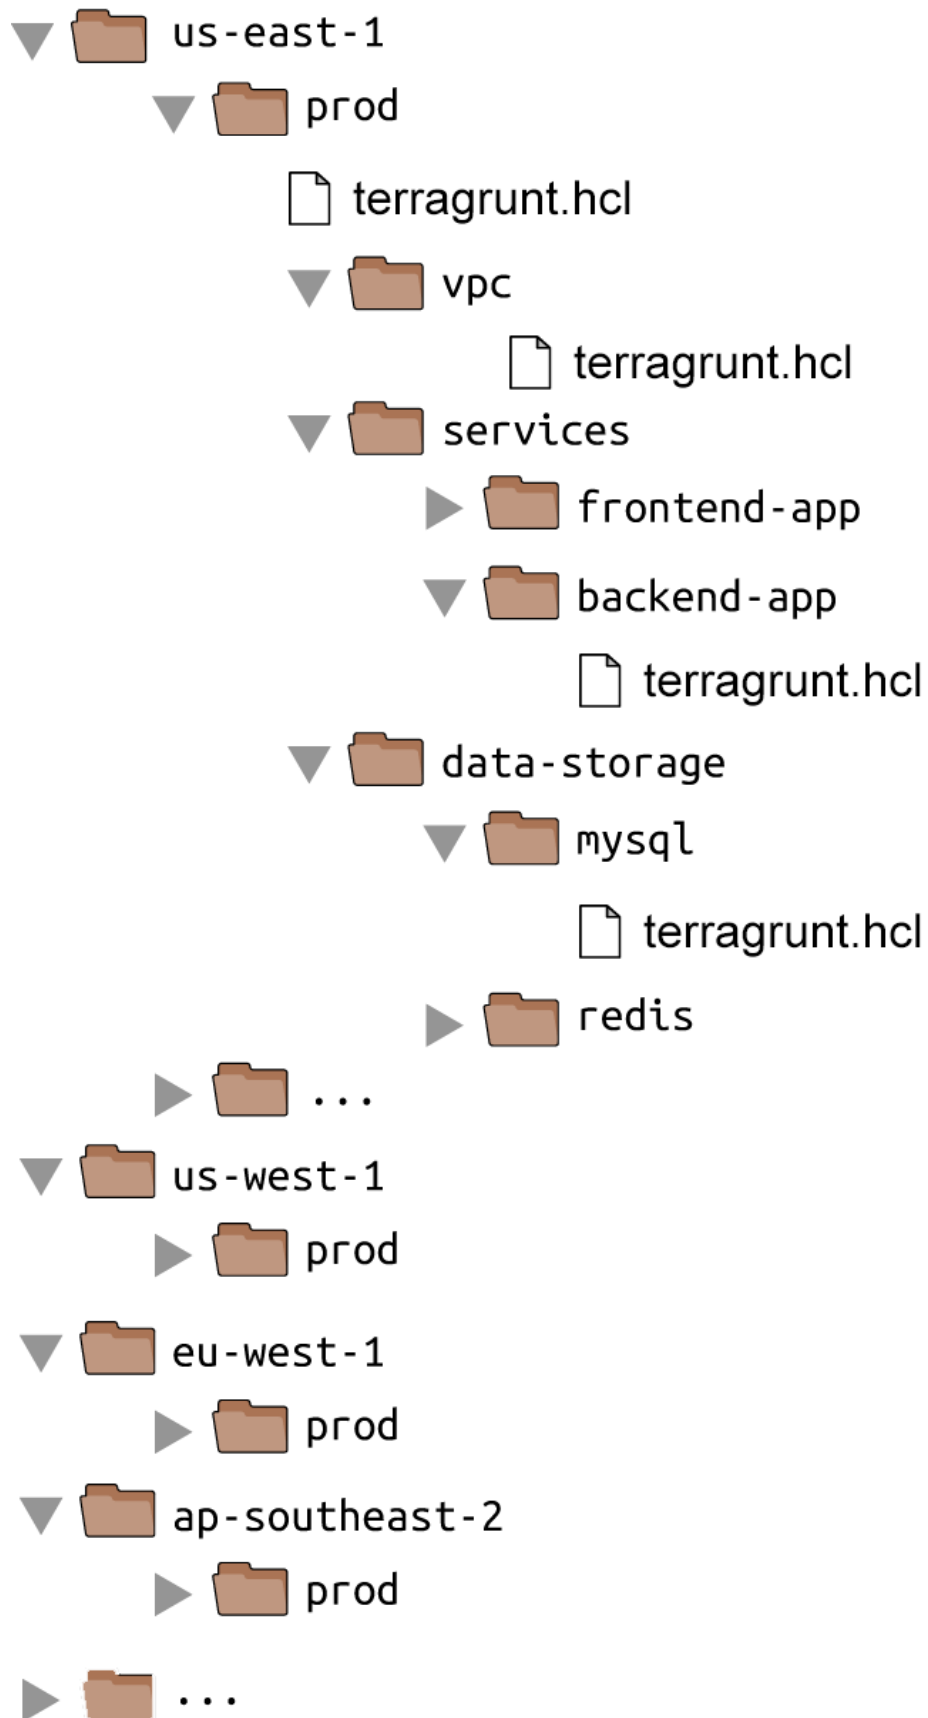 us-east-1
prod
terragrunt.hcl
vpc
terragrunt.hcl
services
frontend-app
backend-app
terragrunt.hcl
data-storage
mysql
terragrunt.hcl
redis
...
us-west-1
prod
eu-west-1
prod
ap-southeast-2
prod
...